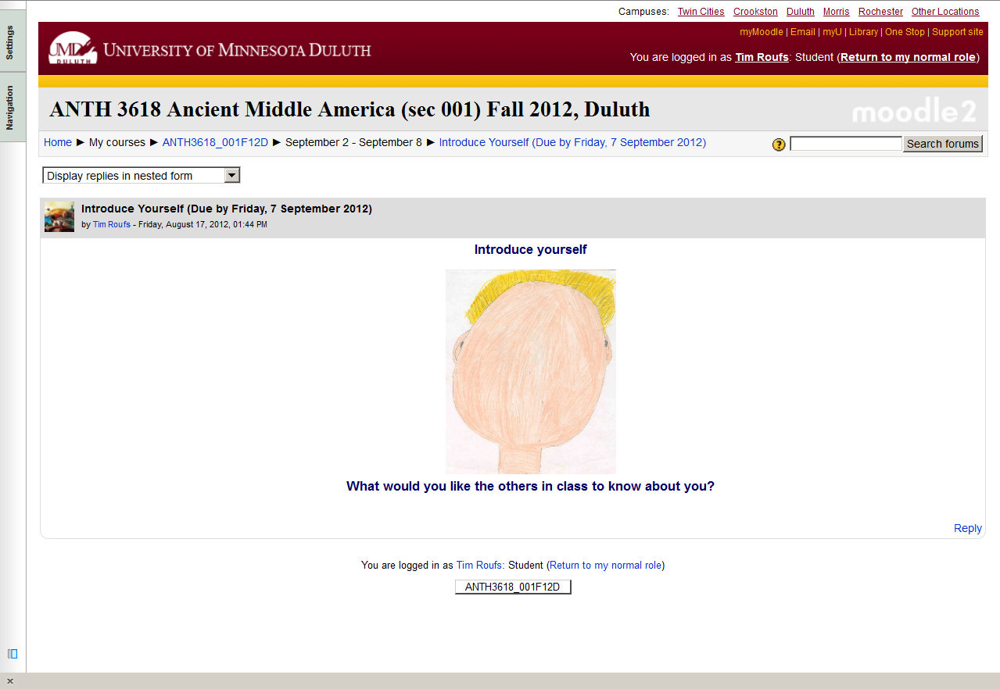 Campuses: Twin Cities Crookston Duluth Morris Rochester Other Locations
Settings
Navigation
UMD
DULUTH
UNIVERSITY OF MINNESOTA DULUTH
myMoodle | Email | myU | Library | One Stop | Support site
You are logged in as Tim Roufs: Student (Return to my normal role)
ANTH 3618 Ancient Middle America (sec 001) Fall 2012, Duluth
moodle2
Home ► My courses ► ANTH3618_001F12D ► September 2 - September 8 ► Introduce Yourself (Due by Friday, 7 September 2012)
? Search forums
Display replies in nested form
Introduce Yourself (Due by Friday, 7 September 2012)
by Tim Roufs - Friday, August 17, 2012, 01:44 PM
Introduce yourself
What would you like the others in class to know about you?
Reply
You are logged in as Tim Roufs: Student (Return to my normal role)
ANTH3618_001F12D